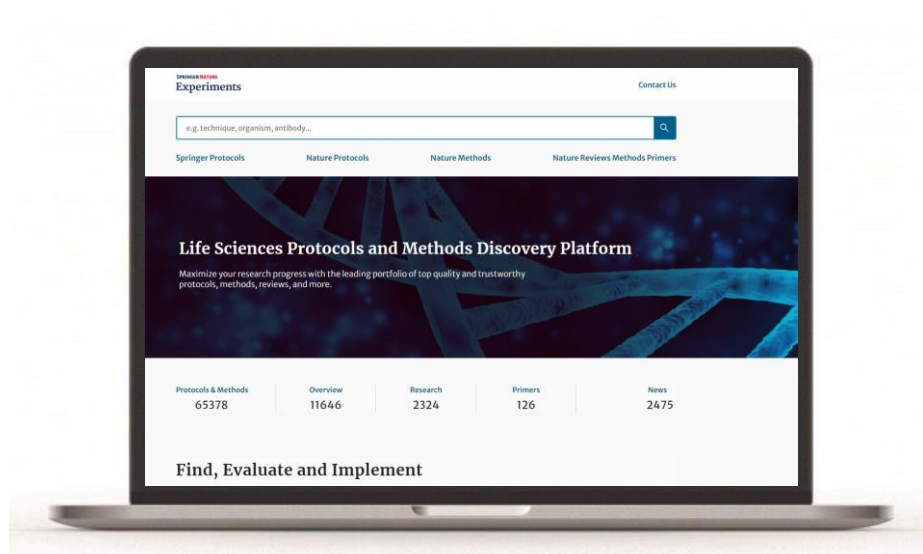 SPRINGER NATURE
Experiments
Contact Us
e.g. technique, organism, antibody...
Springer Protocols
Nature Protocols
Nature Methods
Nature Reviews Methods Primers
Life Sciences Protocols and Methods Discovery Platform
Maximize your research progress with the leading portfolio of top quality and trustworthy
protocols, methods, reviews, and more.
Protocols & Methods
65378
Overview
11646
Research
2324
Primers
126
News
2475
Find, Evaluate and Implement